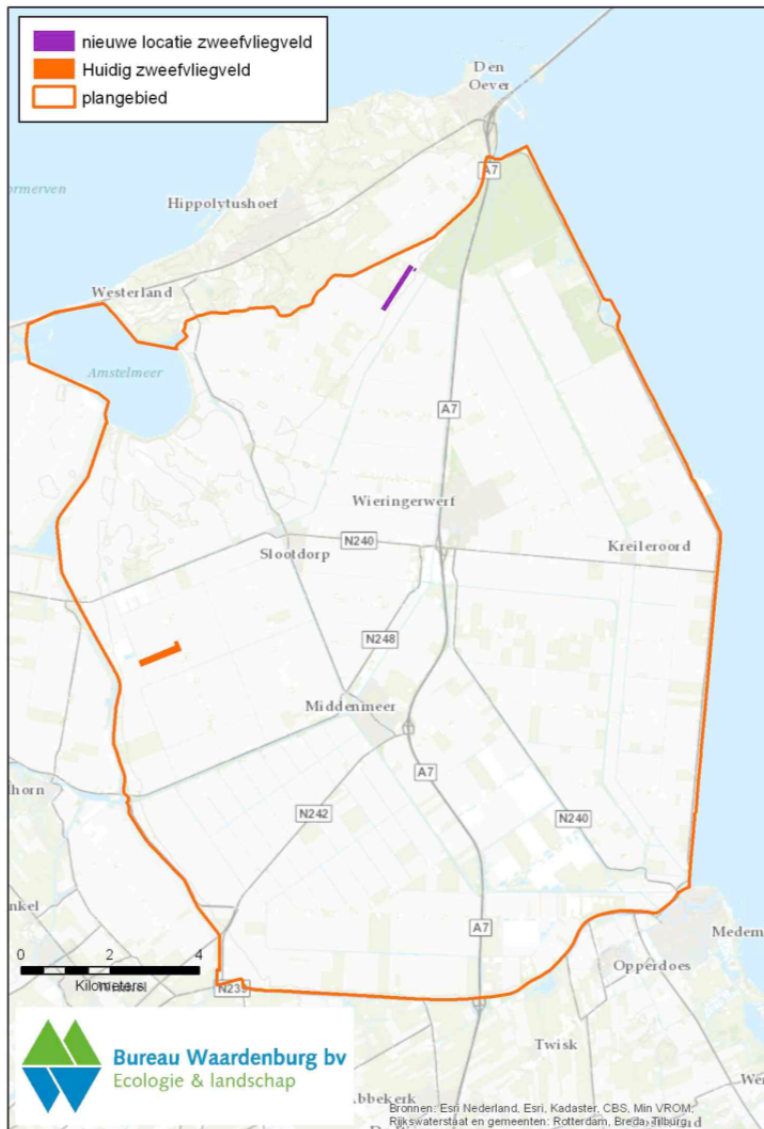 nieuwe locatie zweefvliegveld
Huidig zweefvliegveld
plangebied
Den
Oever
A7
Hippolytushoef
Westerland
Amstelmeer
A7
Wieringerwerf
N240
Slootdorp
Kreileroord
N248
Middenmeer
A7
N242
N240
A7
Opperdoes
0 2 4
Kilometers
N239
Twisk
Bureau Waardenburg bv
Ecologie & landschap
Bronnen: Esri Nederland, Esri, Kadaster, CBS, Min VROM,
Rijkswaterstaat en gemeenten: Rotterdam, Breda, Tilburg